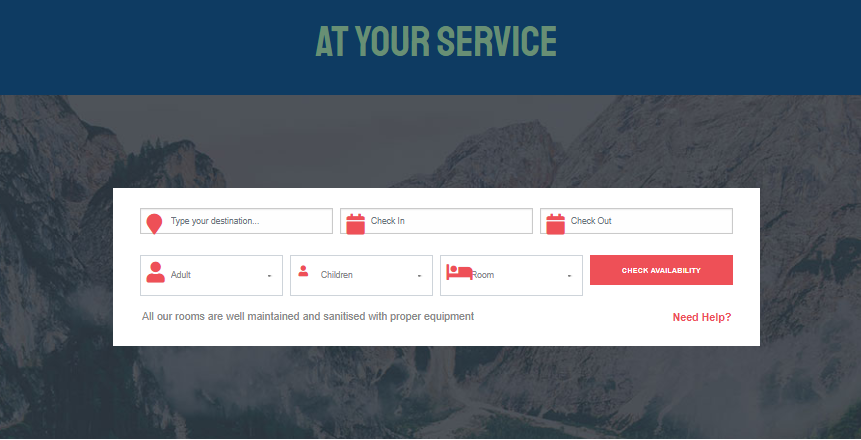 AT YOUR SERVICE
Type your destination...
Check In
Check Out
Adult
Children
Room
CHECK AVAILABILITY
All our rooms are well maintained and sanitised with proper equipment
Need Help?